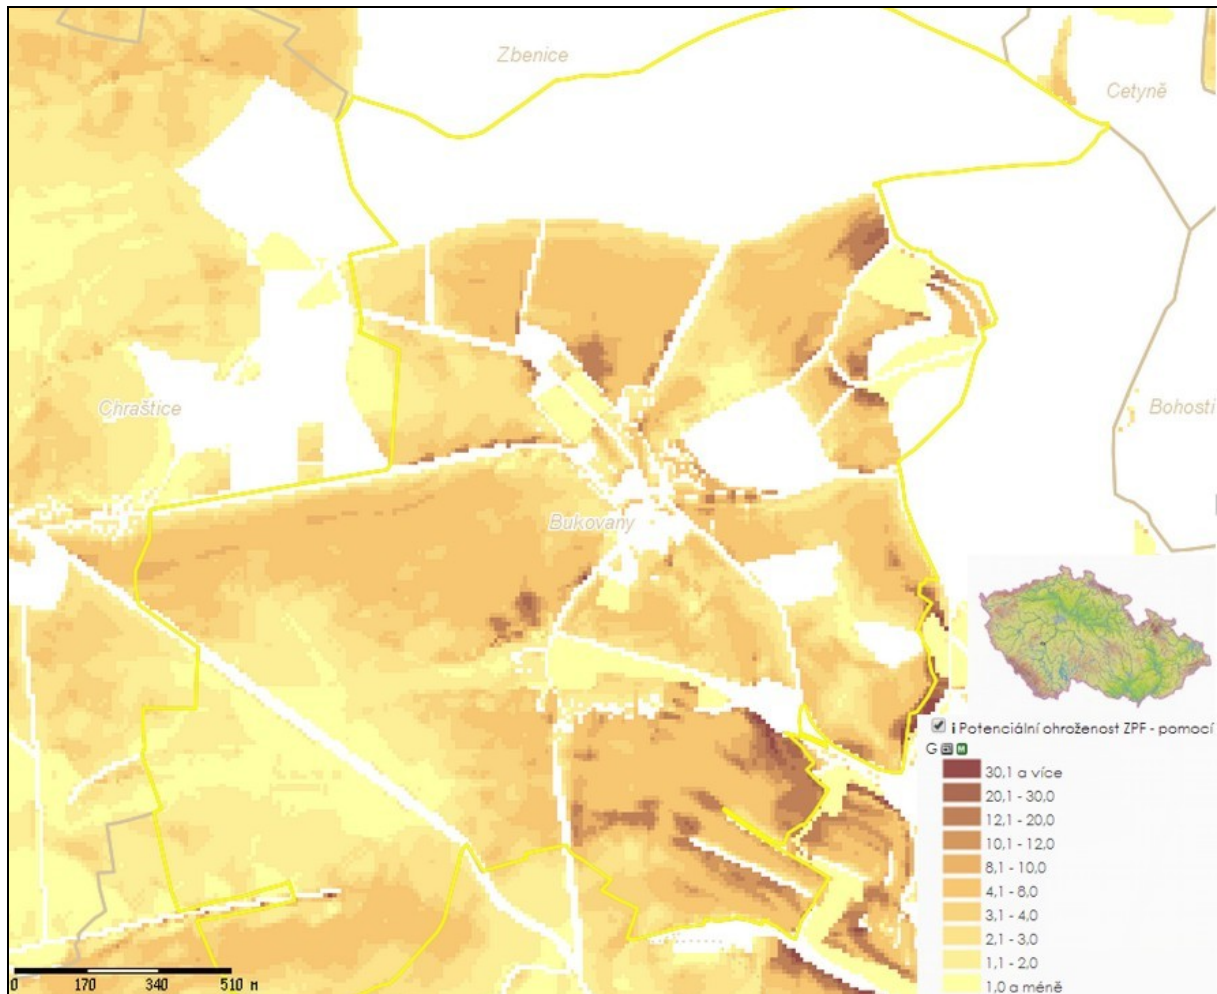 Zbenice
Cetyně
Chraštice
Bohosti
Bukovany
i Potenciální ohroženost ZPF - pomocí
G M
30,1 a více
20,1 - 30,0
12,1 - 20,0
10,1 - 12,0
8,1 - 10,0
4,1 - 8,0
3,1 - 4,0
2,1 - 3,0
1,1 - 2,0
1,0 a méně
0 170 340 510 м